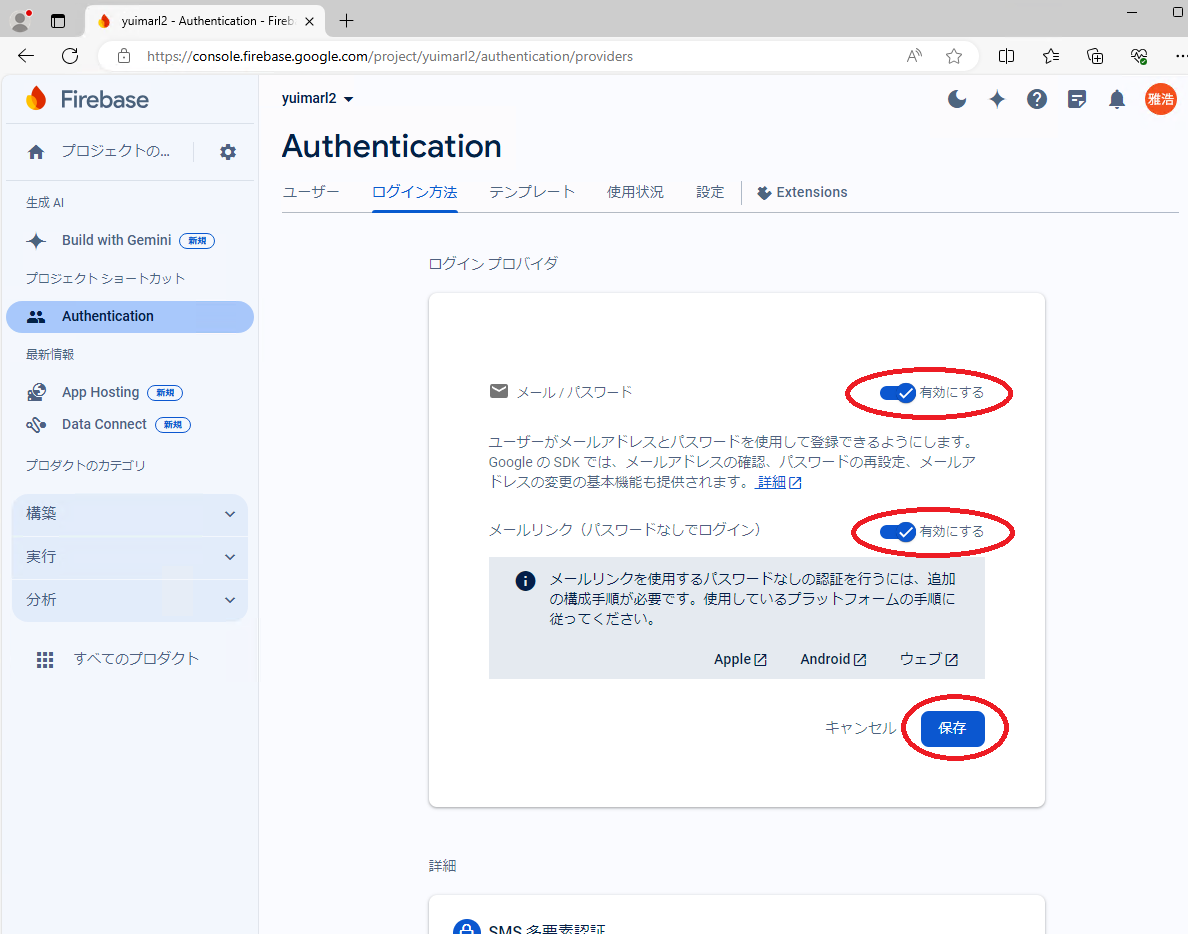 yuimarl2 - Authentication - Fireb
https://console.firebase.google.com/project/yuimarl2/authentication/providers
Firebase
プロジェクトの...
生成 AI
Build with Gemini 新規
プロジェクト ショートカット
Authentication
最新情報
App Hosting 新規
Data Connect 新規
プロダクトのカテゴリ
構築
実行
分析
すべてのプロダクト
yuimarl2
雅浩
Authentication
ユーザー ログイン方法 テンプレート 使用状況 設定 Extensions
ログイン プロバイダ
メール / パスワード 有効にする
ユーザーがメールアドレスとパスワードを使用して登録できるようにします。
Google の SDK では、メールアドレスの確認、パスワードの再設定、メールア
ドレスの変更の基本機能も提供されます。 詳細
メールリンク（パスワードなしでログイン） 有効にする
メールリンクを使用するパスワードなしの認証を行うには、追加
の構成手順が必要です。使用しているプラットフォームの手順に
従ってください。
Apple Android ウェブ
キャンセル 保存
詳細
SMS 多要素認証